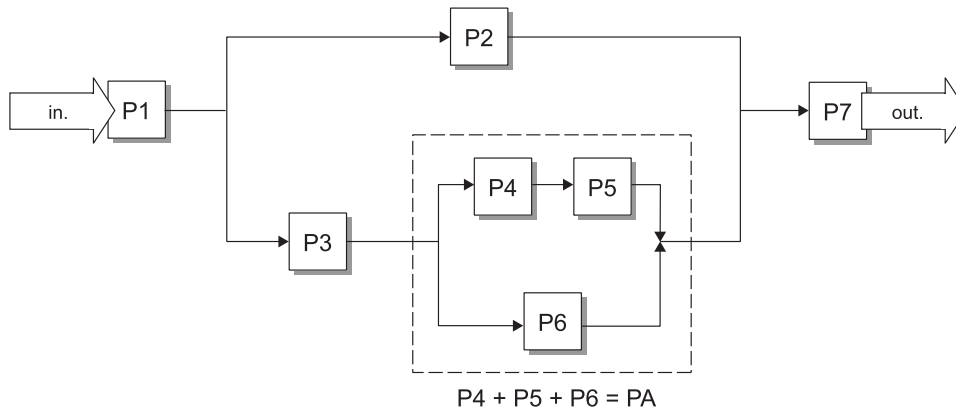 P2
in.
P1
P7
out.
P4
P5
P3
P6
P4 + P5 + P6 = PA